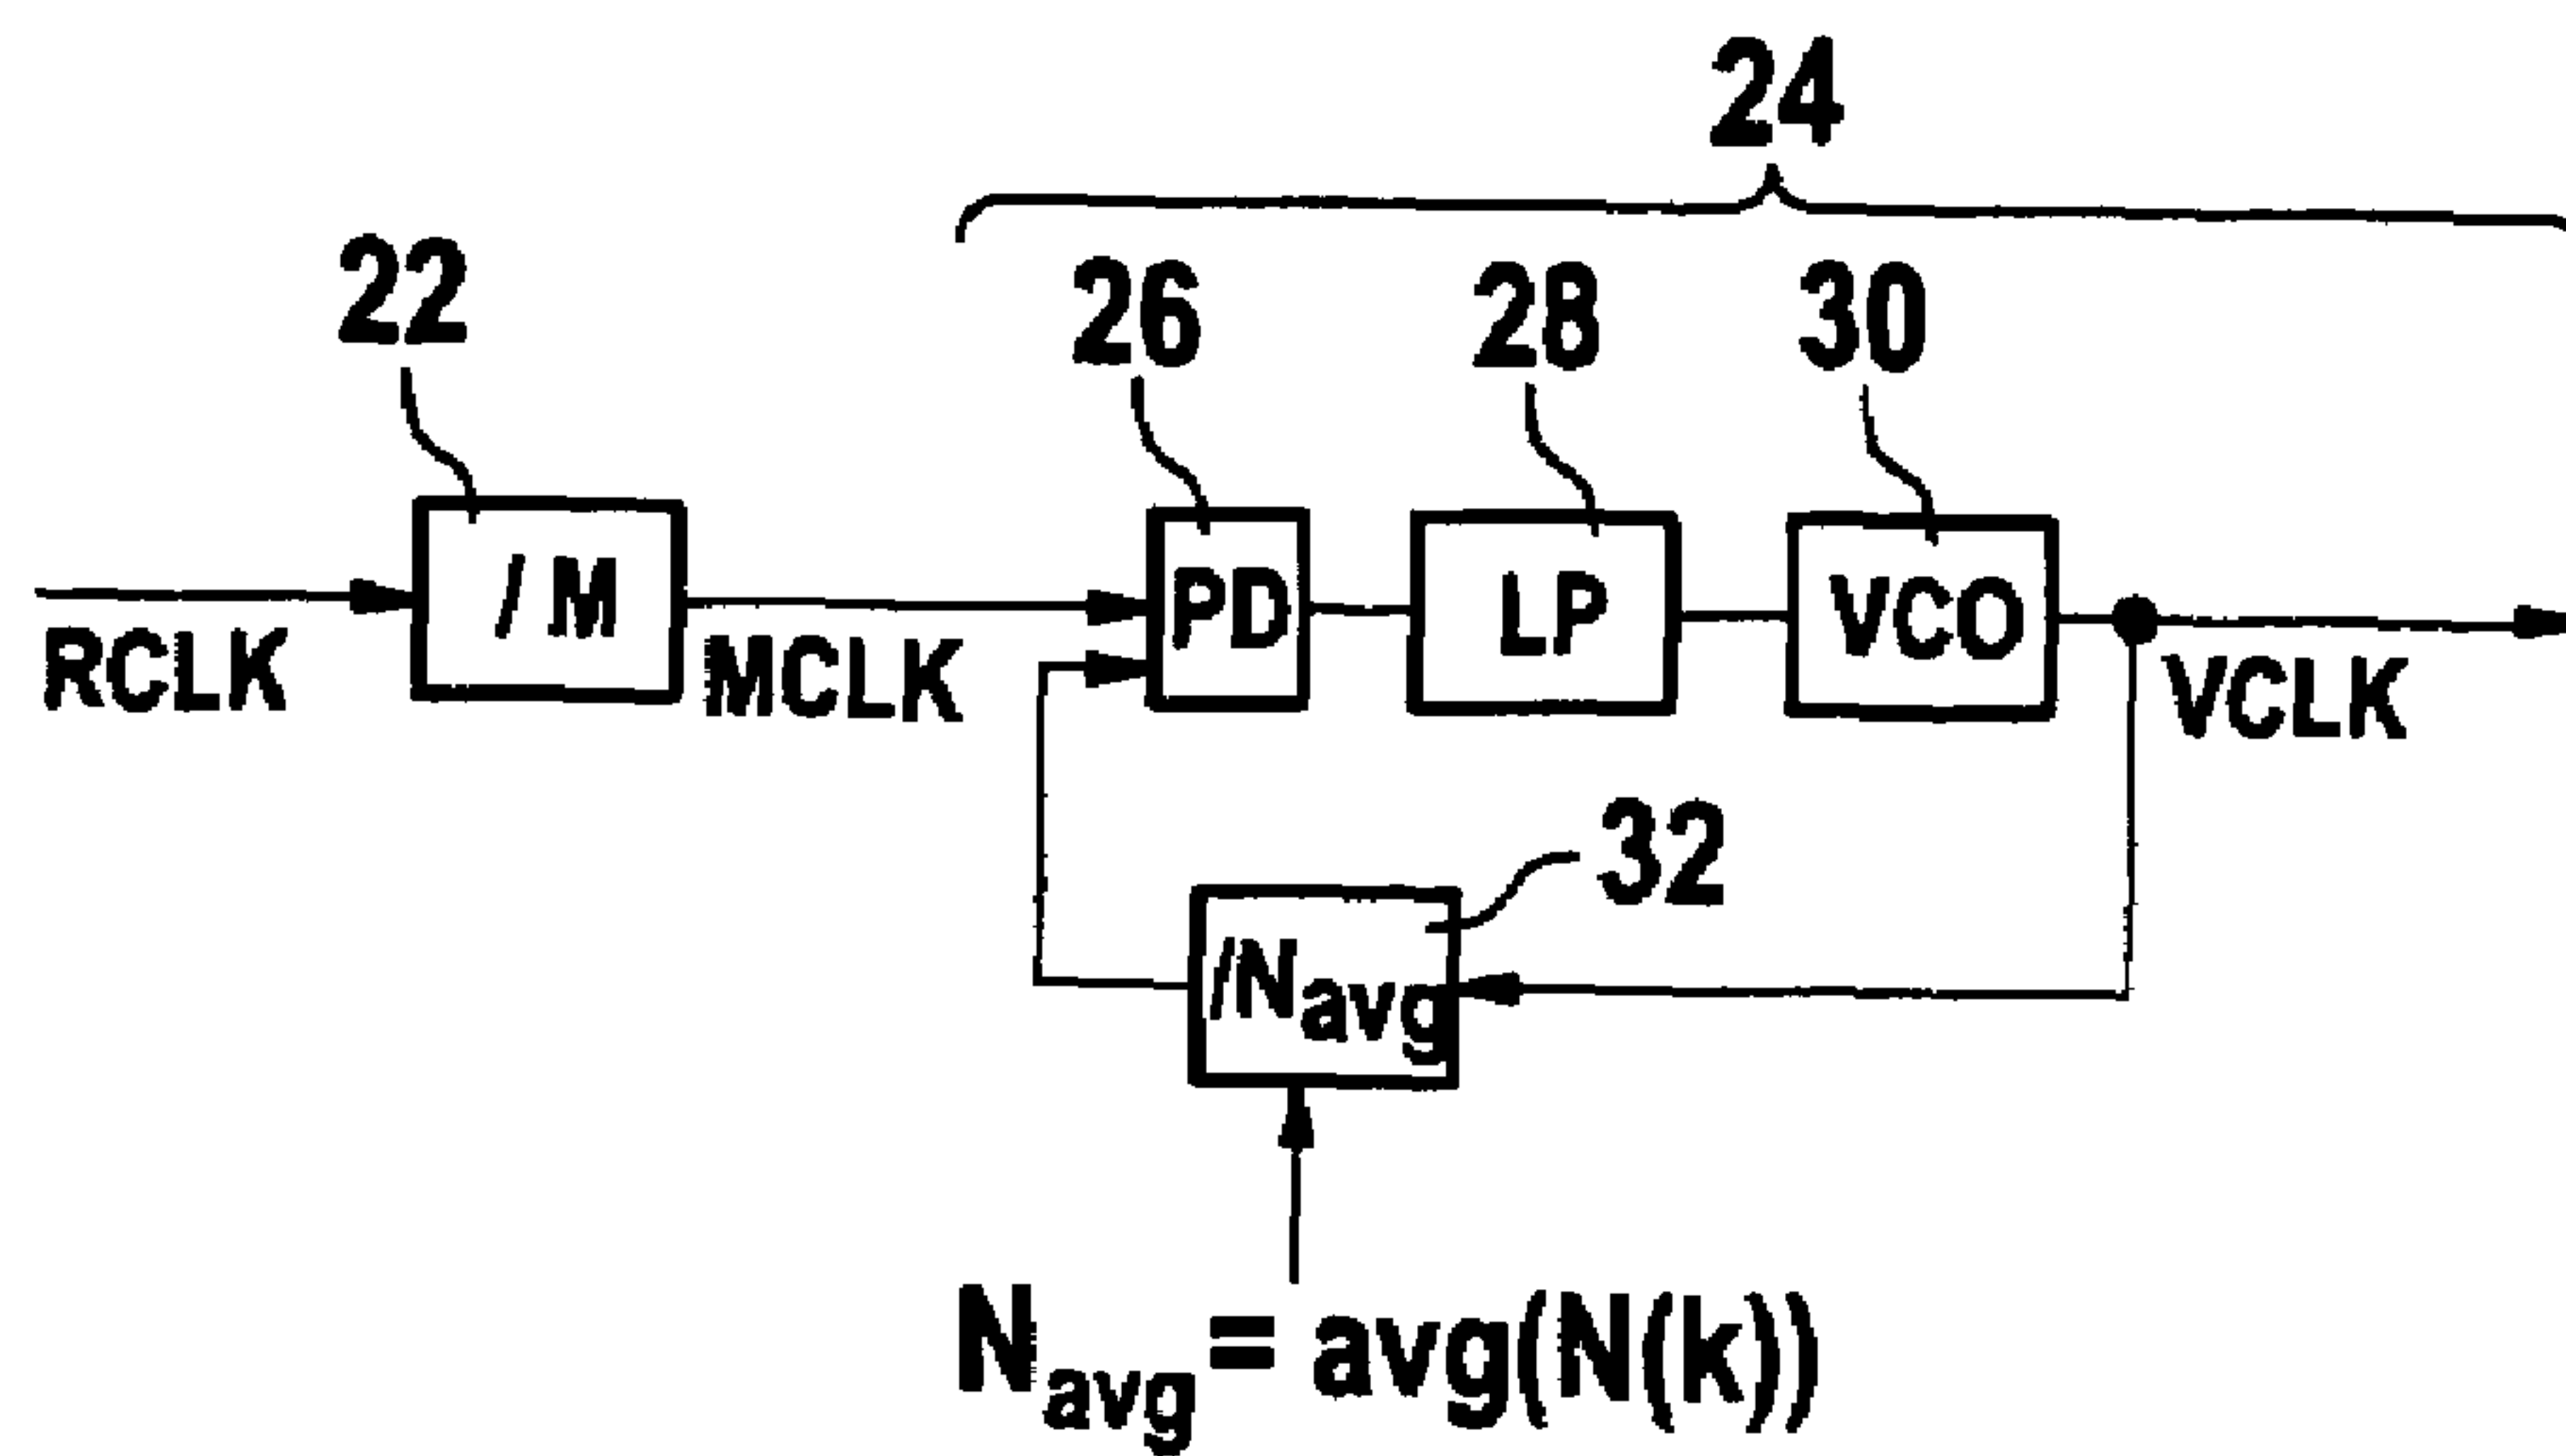 24
22
26
28
30
/ M
PD
LP
VCO
RCLK
MCLK
VCLK
32
/Navg
Navg = avg(N(k))